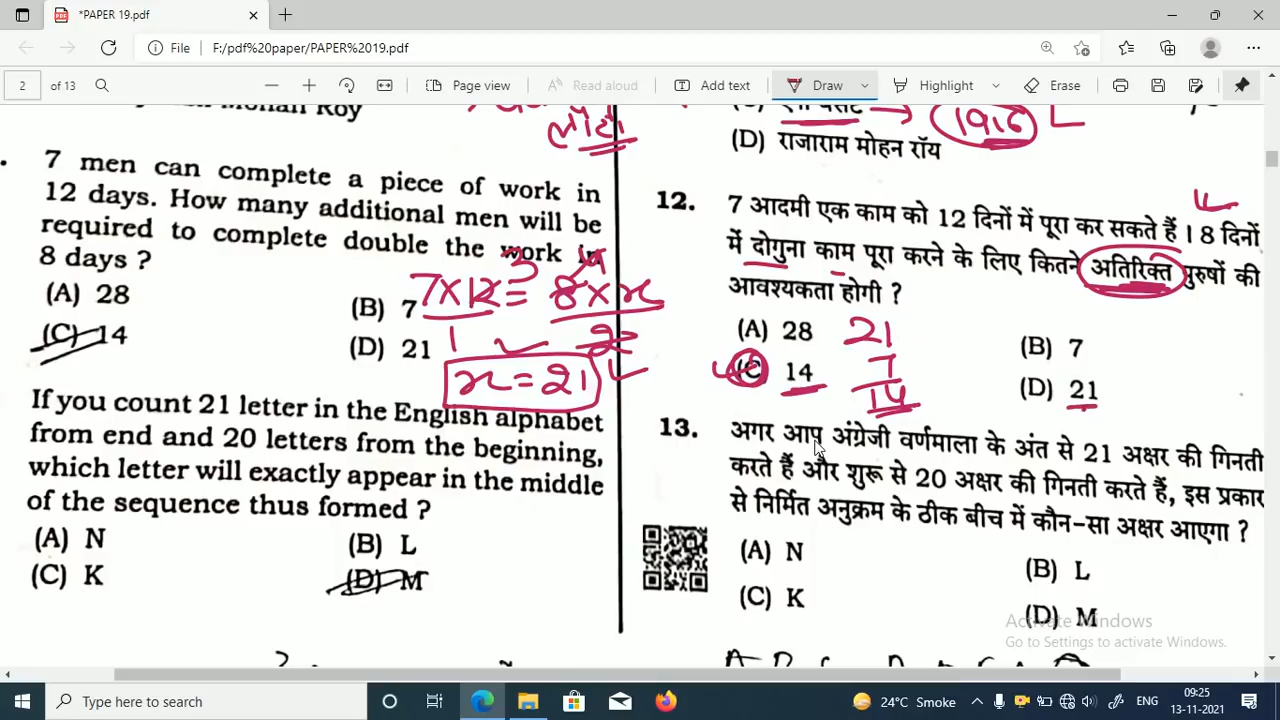 *PAPER 19.pdf
File F:/pdf%20paper/PAPER%2019.pdf
2 of 13
Page view
Read aloud
Add text
Draw
Highlight
Erase
Mohan Roy
7 men can complete a piece of work in
12 days. How many additional men will be
required to complete double the work in
8 days ?
(A) 28
(B) 7
(C) 14
(D) 21
7×12 = 8×x
1 2
x = 21
If you count 21 letter in the English alphabet
from end and 20 letters from the beginning,
which letter will exactly appear in the middle
of the sequence thus formed ?
(A) N
(B) L
(C) K
(D) M
1916
(D) राजाराम मोहन रॉय
12. 7 आदमी एक काम को 12 दिनों में पूरा कर सकते हैं । 8 दिनों
में दोगुना काम पूरा करने के लिए कितने अतिरिक्त पुरुषों की
आवश्यकता होगी ?
(A) 28
(B) 7
(C) 14
(D) 21
21
7
14
13. अगर आप अंग्रेजी वर्णमाला के अंत से 21 अक्षर की गिनती
करते हैं और शुरू से 20 अक्षर की गिनती करते हैं, इस प्रकार
से निर्मित अनुक्रम के ठीक बीच में कौन-सा अक्षर आएगा ?
(A) N
(B) L
(C) K
(D) M
Activate Windows
Go to Settings to activate Windows.
Type here to search
24°C Smoke
ENG
09:25
13-11-2021